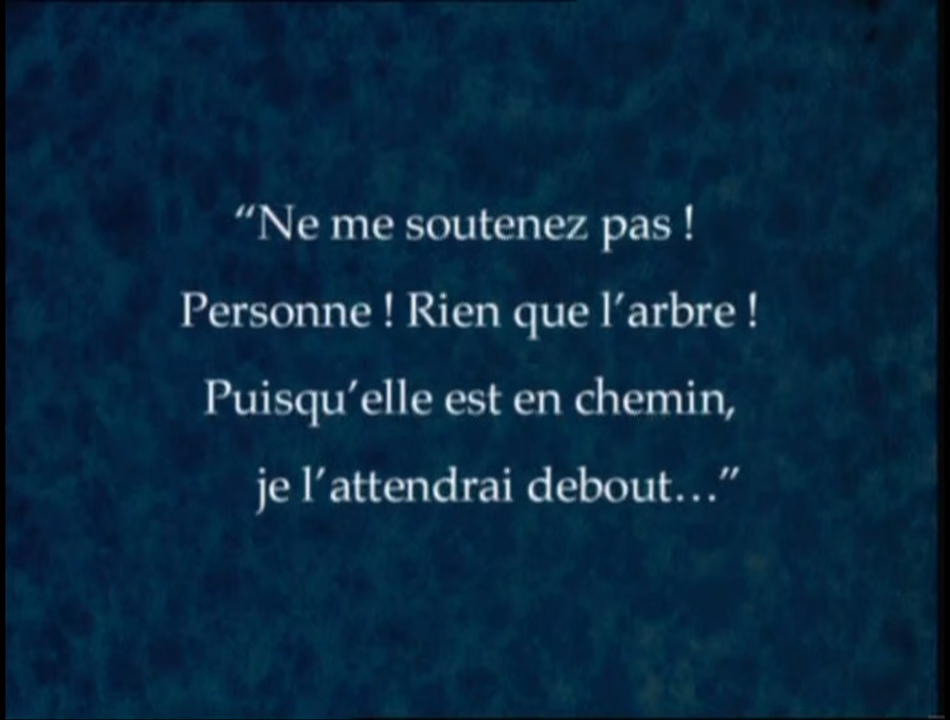 “Ne me soutenez pas !
Personne ! Rien que l’arbre !
Puisqu’elle est en chemin,
je l’attendrai debout…”